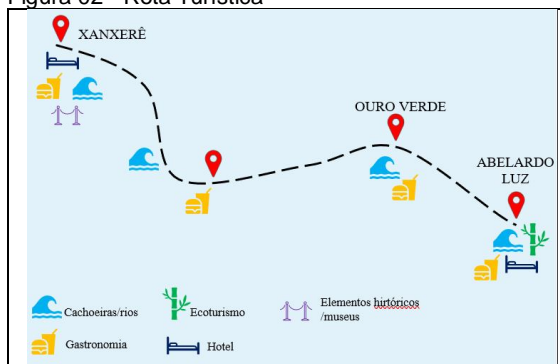 Figura 02 - Rota Turística
XANXERÊ
OURO VERDE
ABELARDO
LUZ
Cachoeiras/rios
Ecoturismo
Elementos hirtóricos
/museus
Gastronomia
Hotel